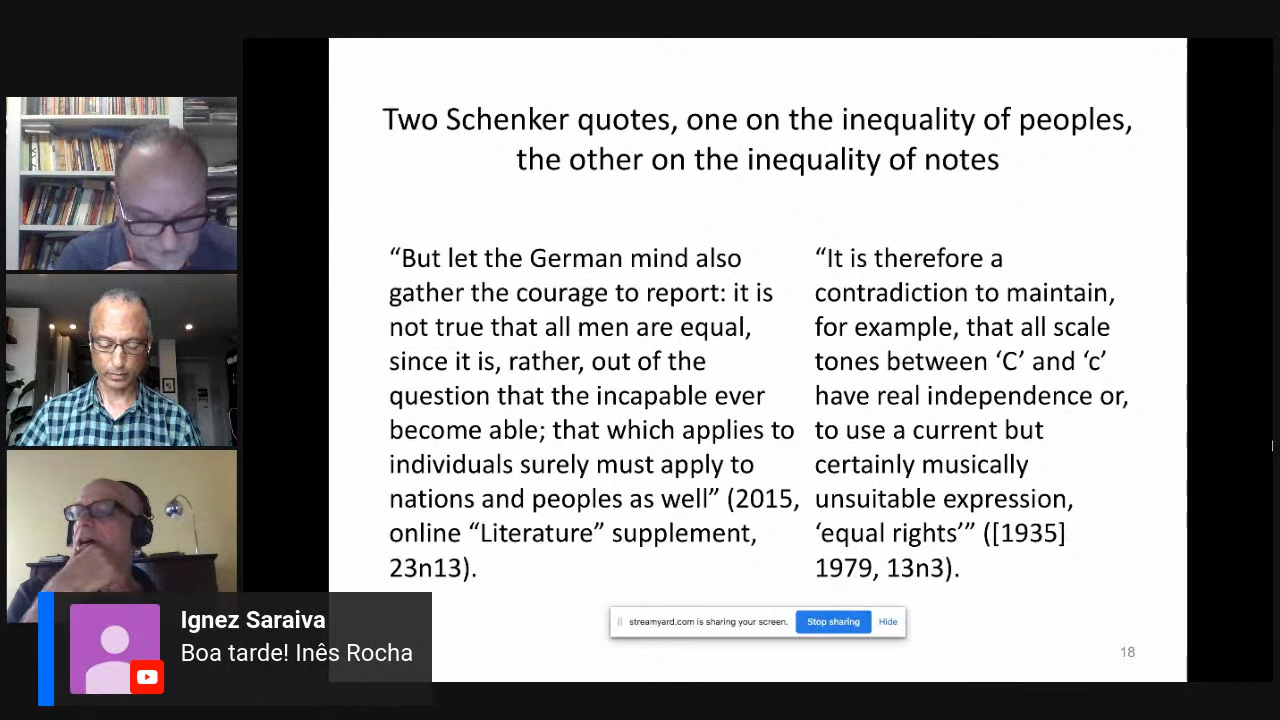 Two Schenker quotes, one on the inequality of peoples,
the other on the inequality of notes
“But let the German mind also
gather the courage to report: it is
not true that all men are equal,
since it is, rather, out of the
question that the incapable ever
become able; that which applies to
individuals surely must apply to
nations and peoples as well” (2015,
online “Literature” supplement,
23n13).
“It is therefore a
contradiction to maintain,
for example, that all scale
tones between ‘C’ and ‘c’
have real independence or,
to use a current but
certainly musically
unsuitable expression,
‘equal rights’” ([1935]
1979, 13n3).
streamyard.com is sharing your screen.
Stop sharing
Hide
18
Ignez Saraiva
Boa tarde! Inês Rocha